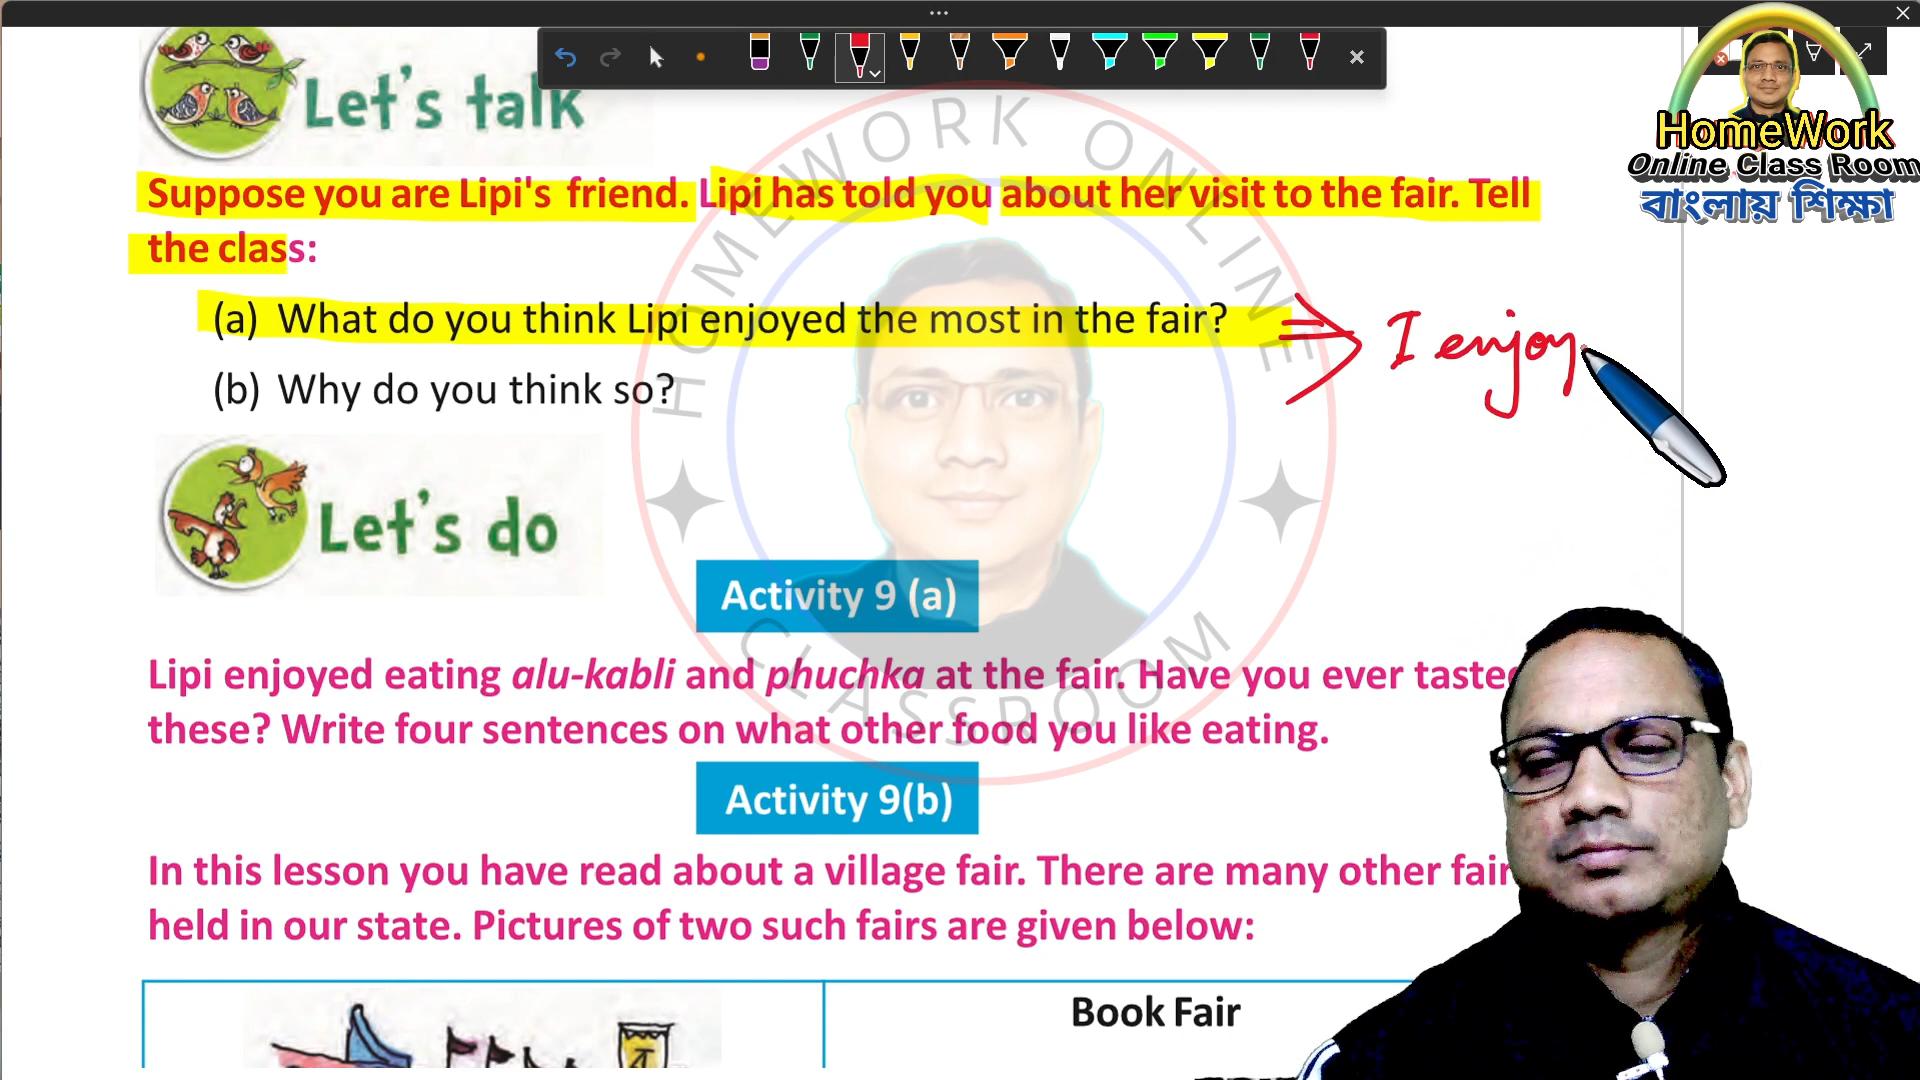 Let's talk
HomeWork
Online Class Room
বাংলায় শিক্ষা
Suppose you are Lipi's friend. Lipi has told you about her visit to the fair. Tell
the class:
(a) What do you think Lipi enjoyed the most in the fair?
I enjoy
(b) Why do you think so?
HOMEWORK ONLINE
CLASSROOM
Let's do
Activity 9 (a)
Lipi enjoyed eating alu-kabli and phuchka at the fair. Have you ever taste
these? Write four sentences on what other food you like eating.
Activity 9(b)
In this lesson you have read about a village fair. There are many other fair
held in our state. Pictures of two such fairs are given below:
Book Fair